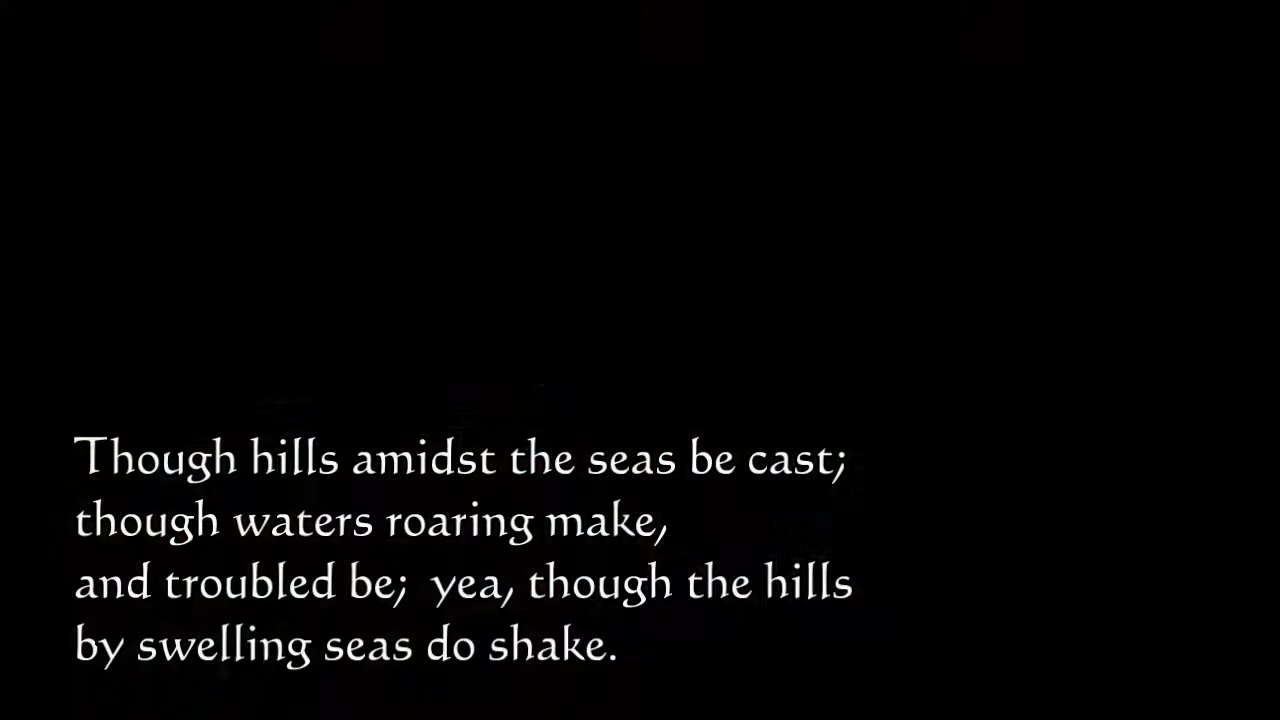 Though hills amidst the seas be cast;
though waters roaring make,
and troubled be;  yea, though the hills
by swelling seas do shake.